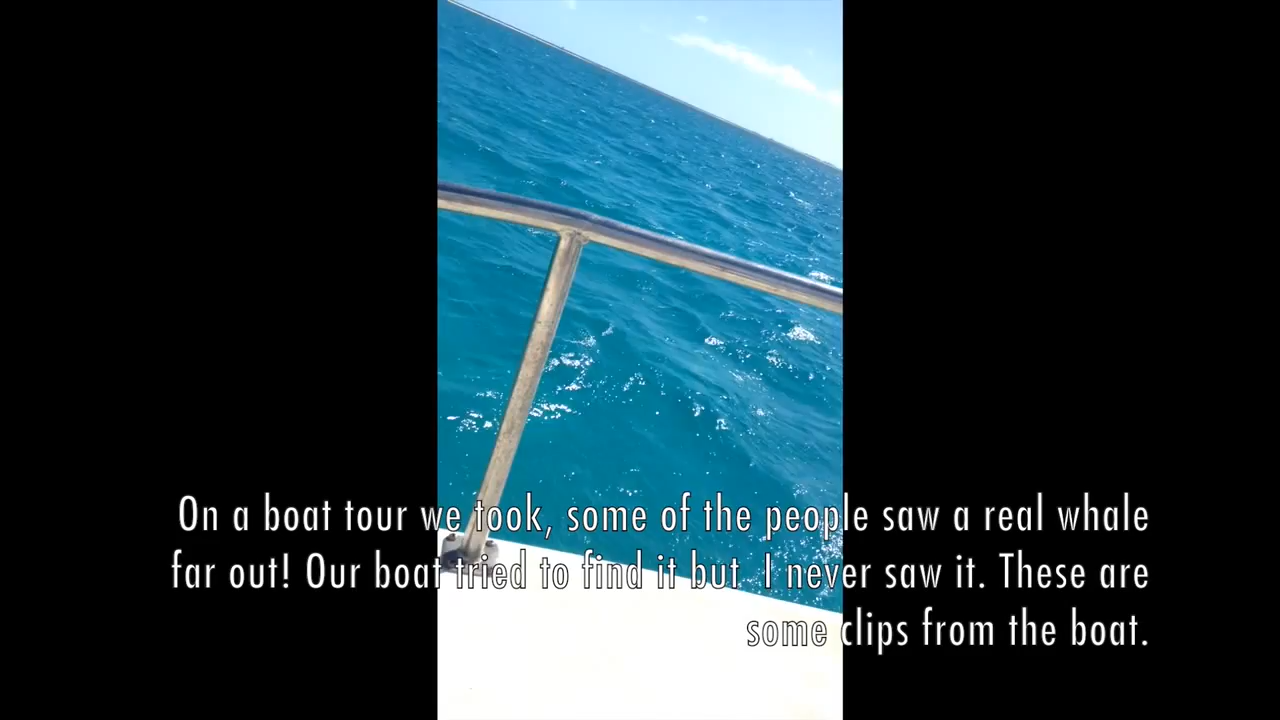 On a boat tour we took, some of the people saw a real whale
far out! Our boat tried to find it but  I never saw it. These are
some clips from the boat.